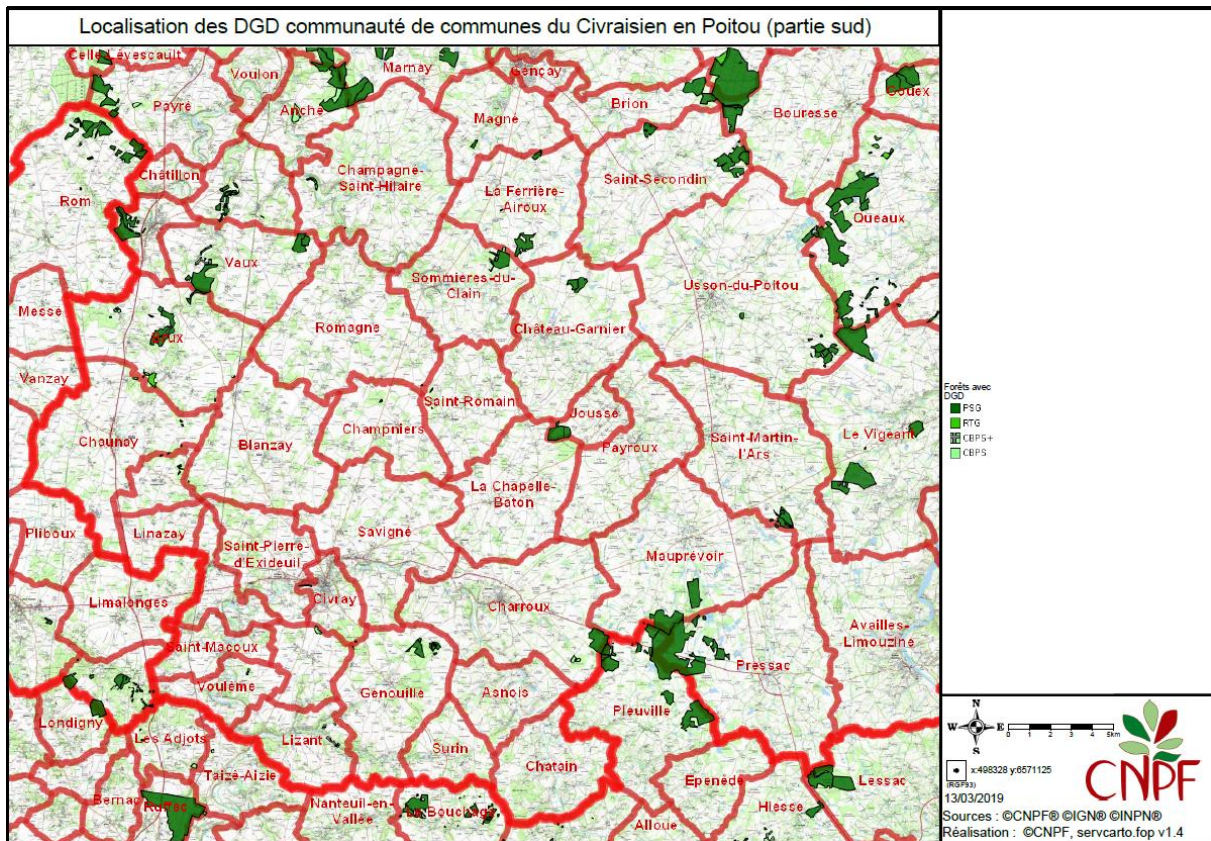 Localisation des DGD communauté de communes du Civraisien en Poitou (partie sud)
Celle Lévescault
Voulon
Marnay
Gençay
Gouex
Payré
Anché
Magné
Brion
Bouresse
Châtillon
Champagné-
Saint-Hilaire
La Ferrière-
Airoux
Saint-Secondin
Rom
Queaux
Vaux
Sommières-du-
Clain
Usson-du-Poitou
Messé
Romagne
Château-Garnier
Vanzay
Saint-Romain
Jousse
Chaunay
Blanzay
Champniers
Payroux
Saint-Martin-
l'Ars
Le Vigeant
La Chapelle-
Bâton
Pliboux
Linazay
Saint-Pierre-
d'Exideuil
Savigné
Mauprévoir
Limalonges
Civray
Charroux
Availles-
Limouzine
Saint-Macoux
Pressac
Voulême
Genouillé
Asnois
Pleuville
Londigny
Les Adjots
Lizant
Surin
Chatain
Taizé-Aizie
Epenède
Lessac
Bernac
Ruffec
Nanteuil-en-
Vallée
Le Bouchage
Alloue
Hiesse
Forêts avec
DGD
PSG
RTG
CBPS+
CBPS
N
W E
S
0 1 2 3 4 5km
x:498328 y:6571125
(RGF93)
13/03/2019
CNPF
Sources : ©CNPF® ©IGN® ©INPN®
Réalisation : ©CNPF, servcarto.fop v1.4